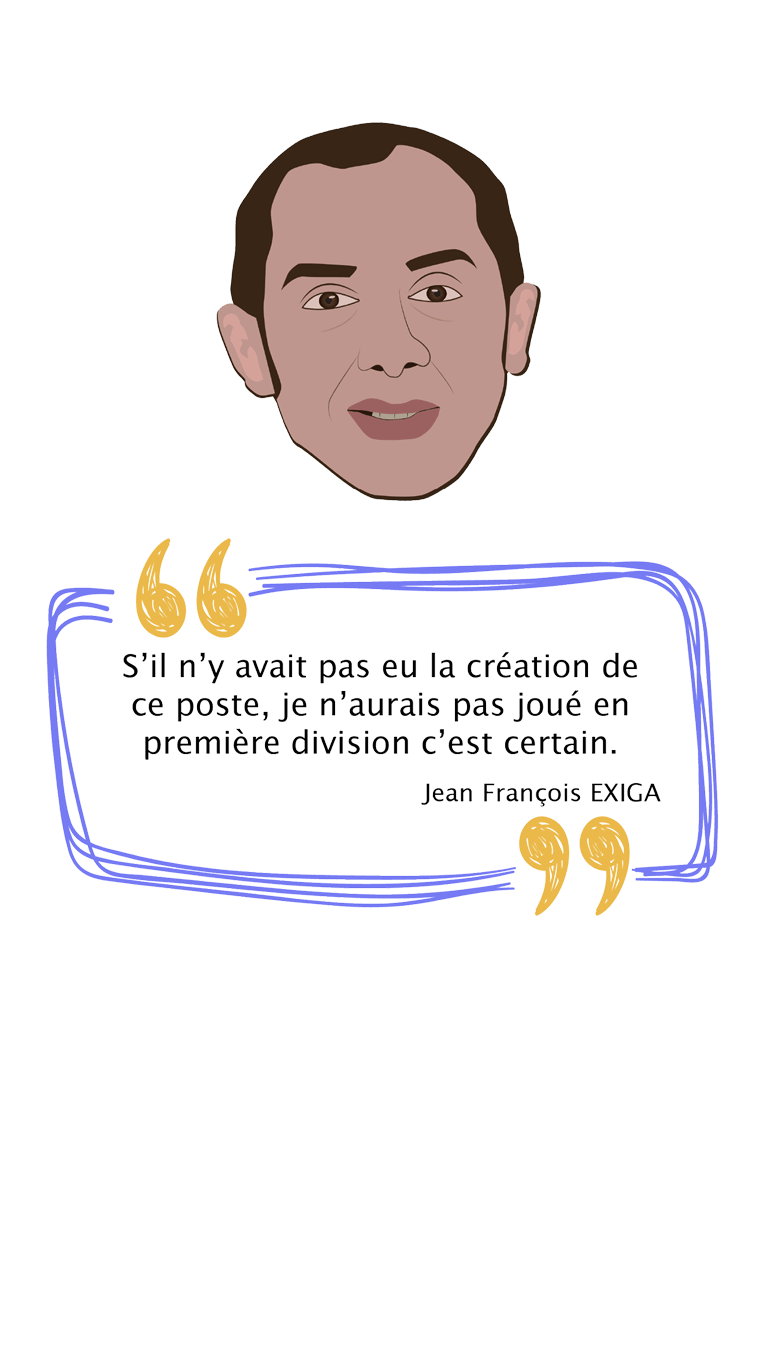 S’il n’y avait pas eu la création de
ce poste, je n’aurais pas joué en
première division c’est certain.
Jean François EXIGA